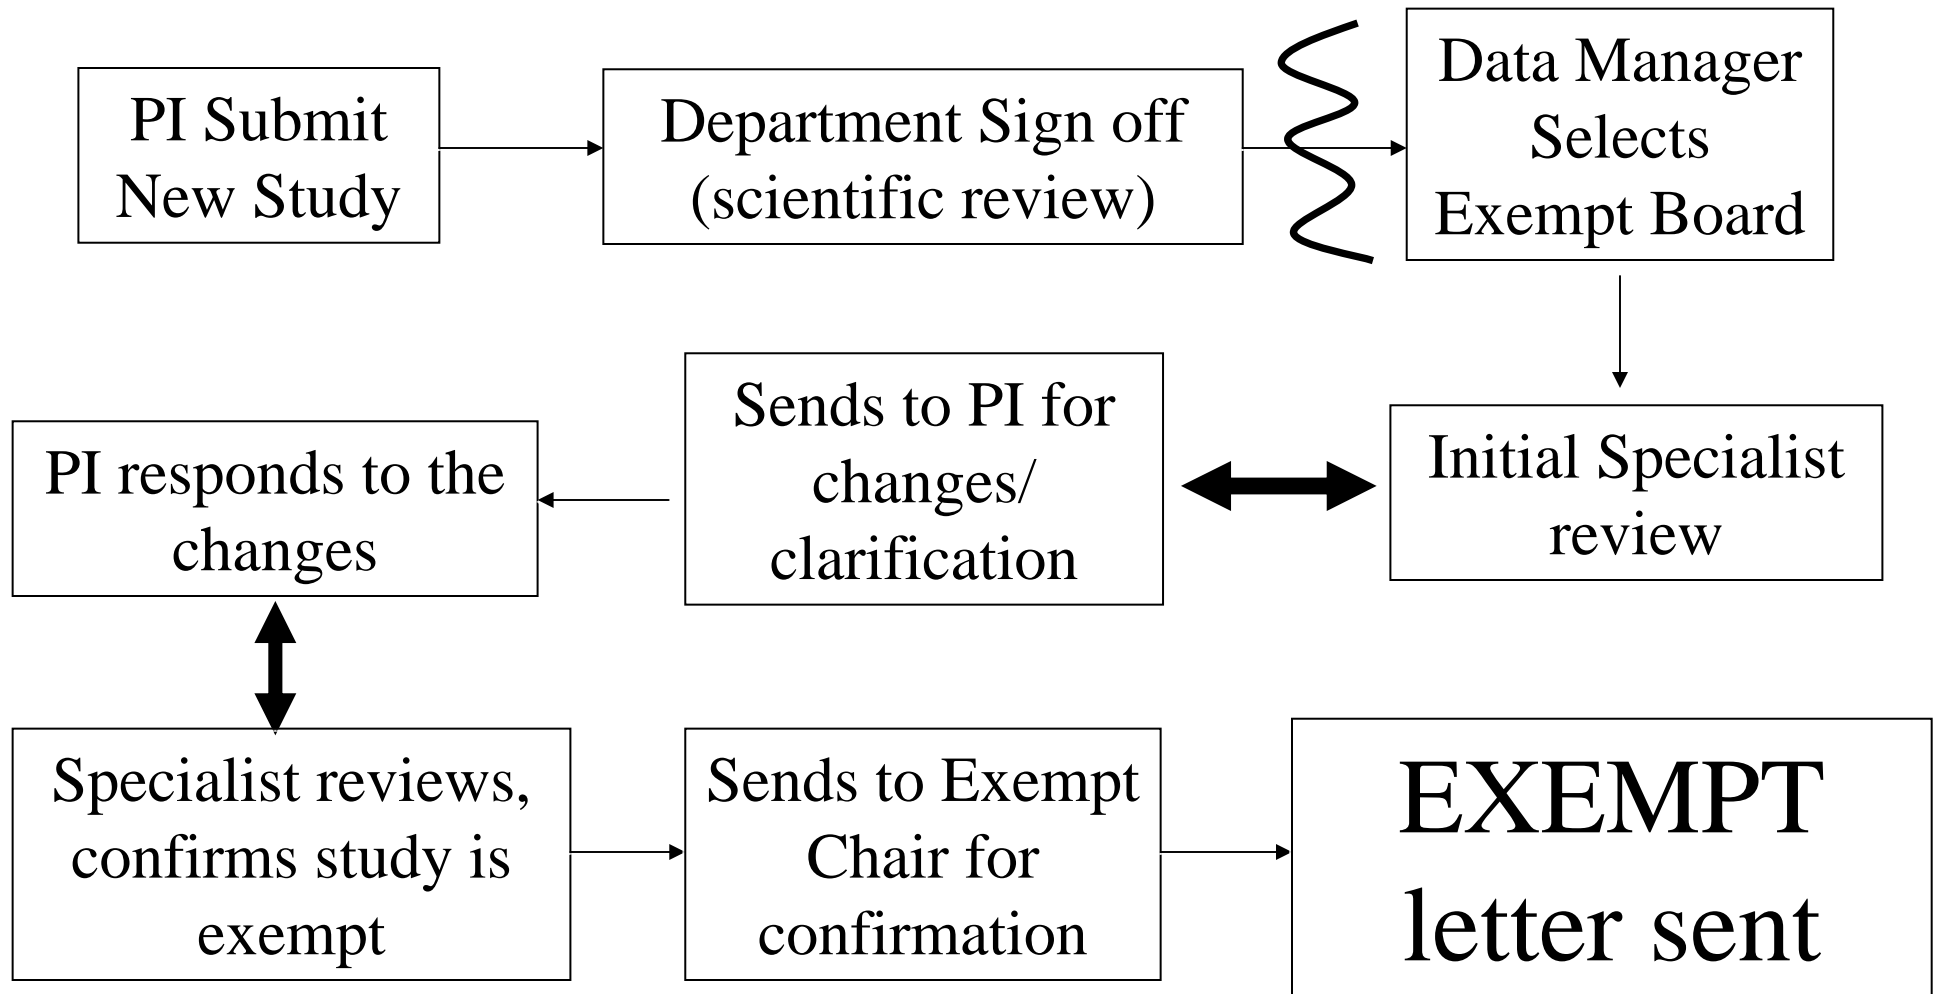 PI Submit
New Study
Department Sign off
(scientific review)
Data Manager
Selects
Exempt Board
Initial Specialist
review
Sends to PI for
changes/
clarification
PI responds to the
changes
Specialist reviews,
confirms study is
exempt
Sends to Exempt
Chair for
confirmation
EXEMPT
letter sent